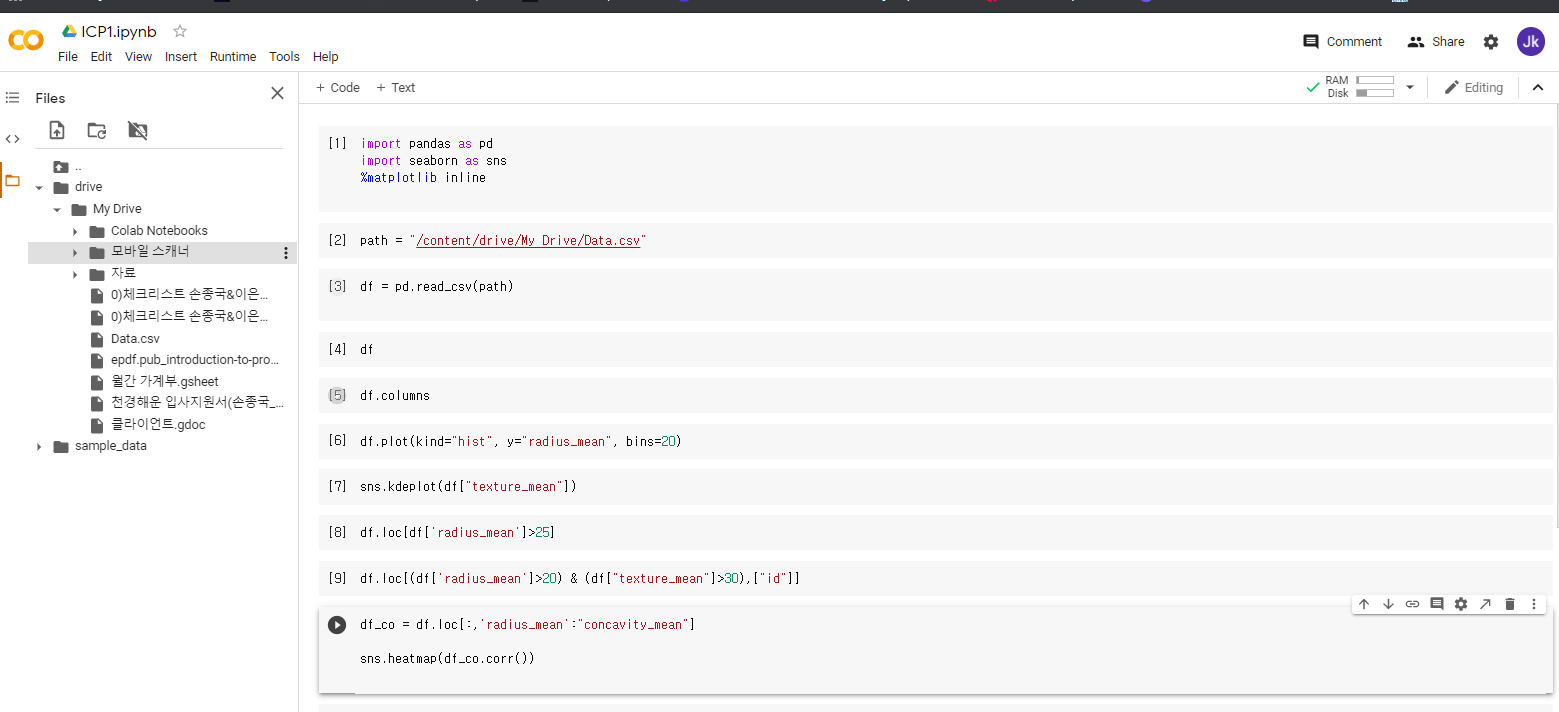 ICP1.ipynb
File Edit View Insert Runtime Tools Help
Comment Share Jk
Files
+ Code + Text
RAM
Disk
Editing
..
drive
My Drive
Colab Notebooks
모바일 스캐너
자료
0)체크리스트 손종국&이은...
0)체크리스트 손종국&이은...
Data.csv
epdf.pub_introduction-to-pro...
월간 가계부.gsheet
천경해운 입사지원서(손종국_...
클라이언트.gdoc
sample_data
[1] import pandas as pd
import seaborn as sns
%matplotlib inline
[2] path = "/content/drive/My Drive/Data.csv"
[3] df = pd.read_csv(path)
[4] df
[5] df.columns
[6] df.plot(kind="hist", y="radius_mean", bins=20)
[7] sns.kdeplot(df["texture_mean"])
[8] df.loc[df['radius_mean']>25]
[9] df.loc[(df['radius_mean']>20) & (df["texture_mean"]>30),["id"]]
df_co = df.loc[:,'radius_mean':"concavity_mean"]
sns.heatmap(df_co.corr())